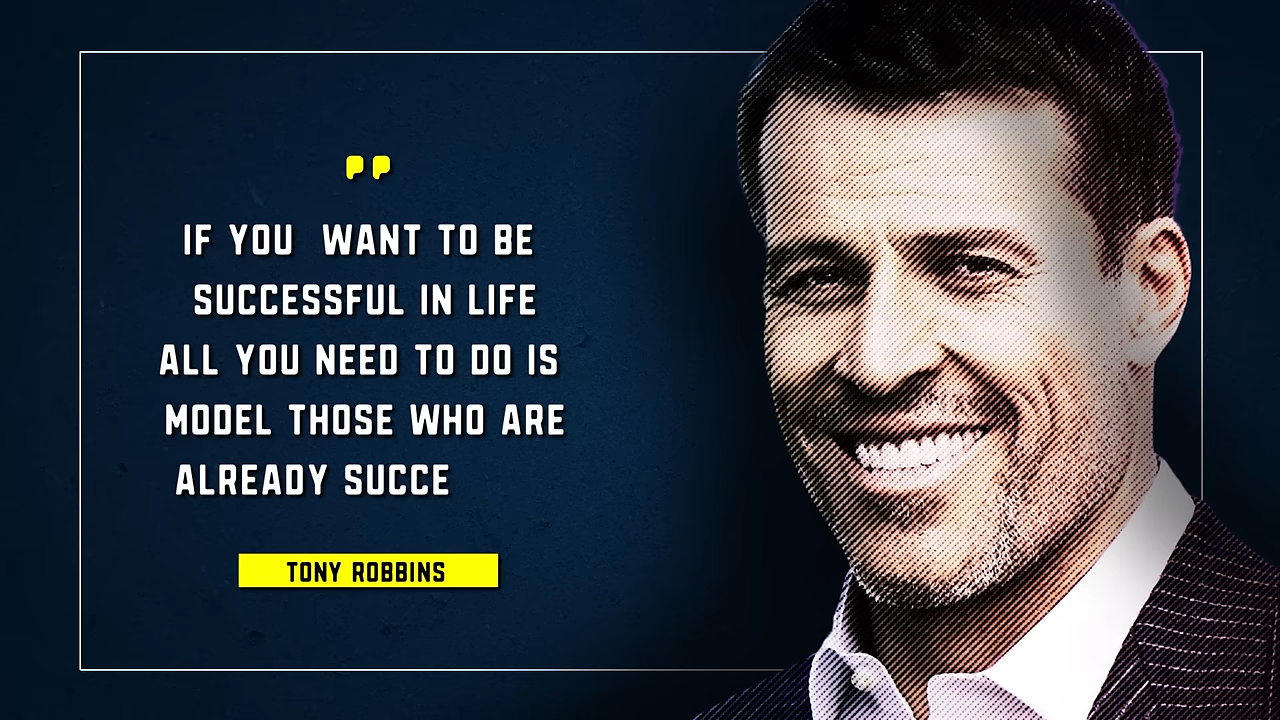 "
IF YOU WANT TO BE
SUCCESSFUL IN LIFE
ALL YOU NEED TO DO IS
MODEL THOSE WHO ARE
ALREADY SUCCE
TONY ROBBINS